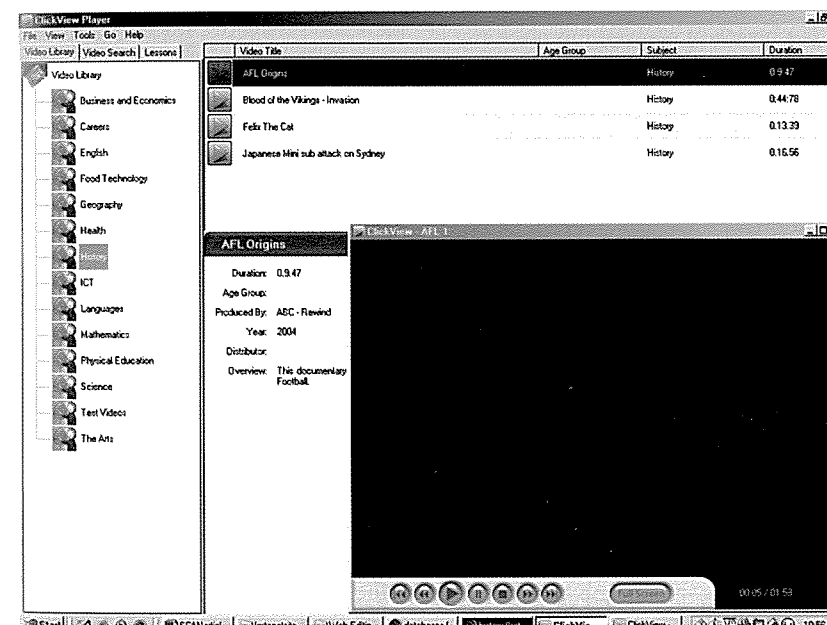 ClickView Player
File View Tools Go Help
Video Library Video Search Lessons
Video Title Age Group Subject Duration
Video Library
Business and Economics
Careers
English
Food Technology
Geography
Health
History
ICT
Languages
Mathematics
Physical Education
Science
Test Videos
The Arts
AFL Origins History 0:9:47
Blood of the Vikings - Invasion History 0:44:78
Felix The Cat History 0.13.39
Japanese Mini sub attack on Sydney History 0.16.56
AFL Origins
Duration: 0.9.47
Age Group:
Produced By: ABC - Rewind
Year: 2004
Distributor:
Overview: This documentary
Football.
ClickView - AFL 1
Full Screen
00:05 / 01:53
Start
ClickView
10:56